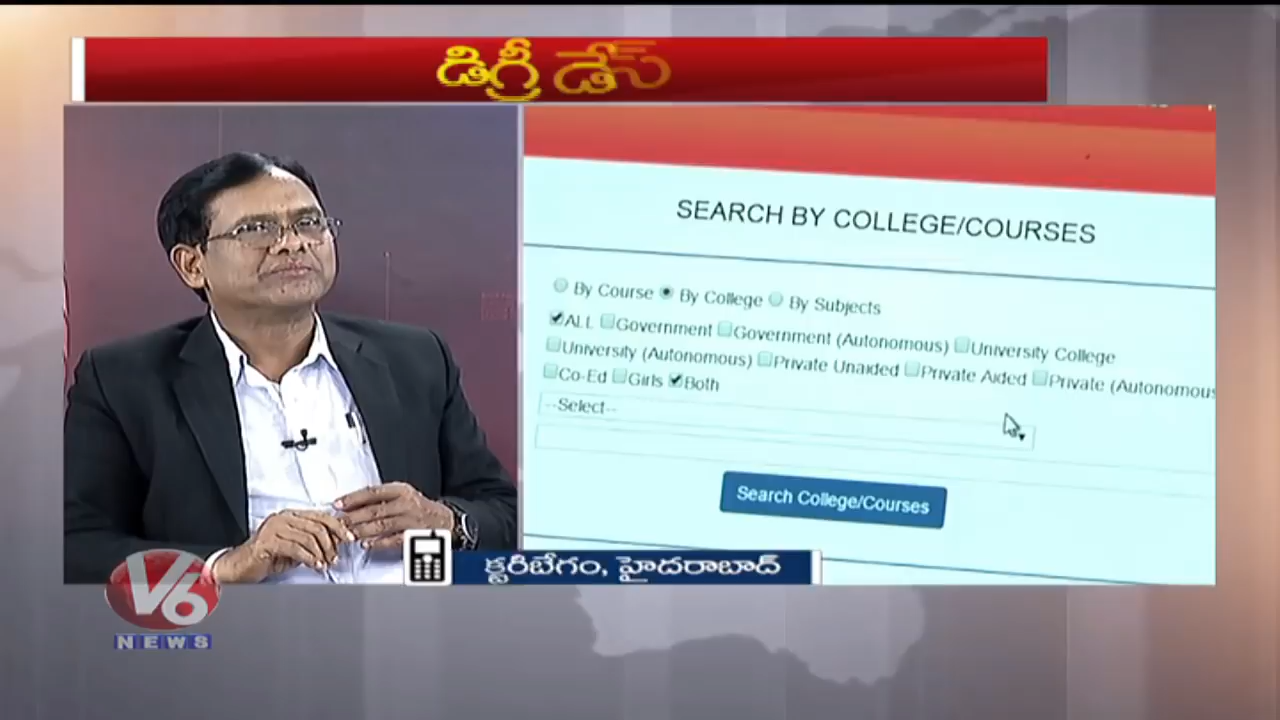 డిగ్రీ డేస్
SEARCH BY COLLEGE/COURSES
By Course By College By Subjects
ALL Government Government (Autonomous) University College
University (Autonomous) Private Unaided Private Aided Private (Autonomous
Co-Ed Girls Both
--Select--
Search College/Courses
క్టరీబేగం, హైదరాబాద్
V6
NEWS